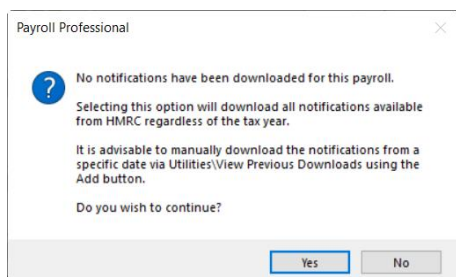 Payroll Professional
No notifications have been downloaded for this payroll.
Selecting this option will download all notifications available
from HMRC regardless of the tax year.
It is advisable to manually download the notifications from a
specific date via Utilities\View Previous Downloads using the
Add button.
Do you wish to continue?
Yes
No